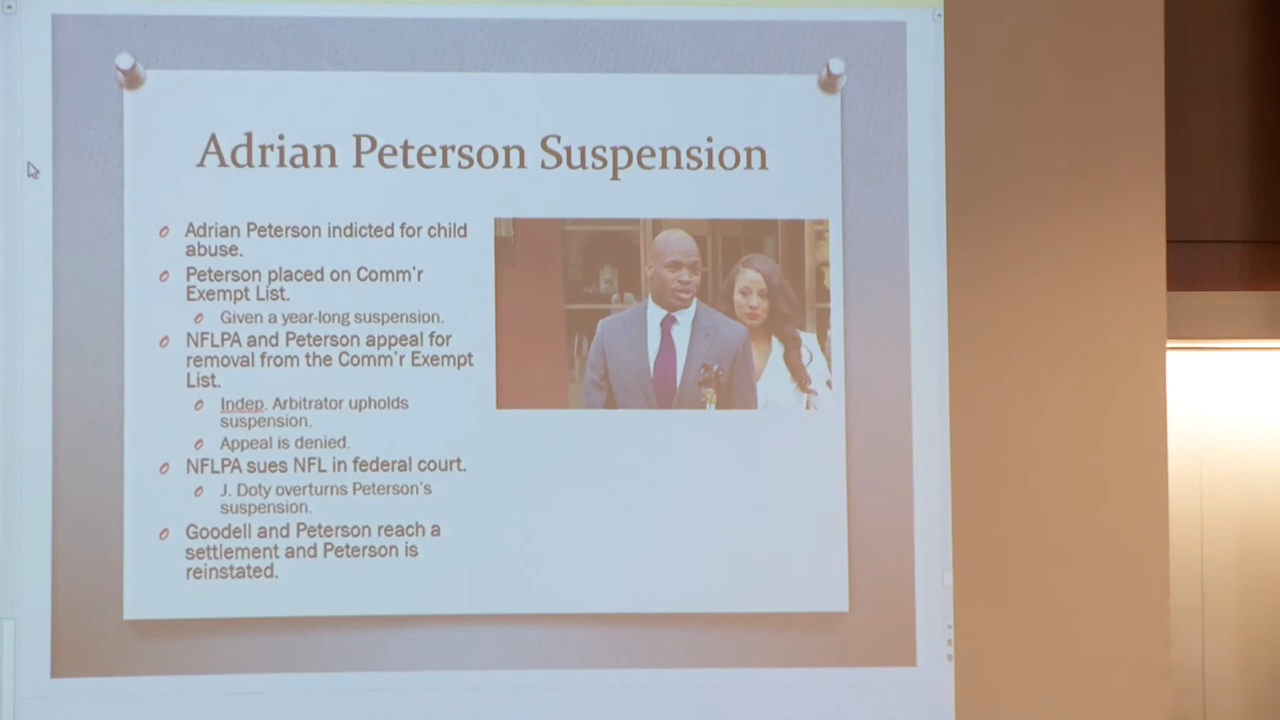 Adrian Peterson Suspension
Adrian Peterson indicted for child
abuse.
Peterson placed on Comm'r
Exempt List.
Given a year-long suspension.
NFLPA and Peterson appeal for
removal from the Comm'r Exempt
List.
Indep. Arbitrator upholds
suspension.
Appeal is denied.
NFLPA sues NFL in federal court.
J. Doty overturns Peterson's
suspension.
Goodell and Peterson reach a
settlement and Peterson is
reinstated.